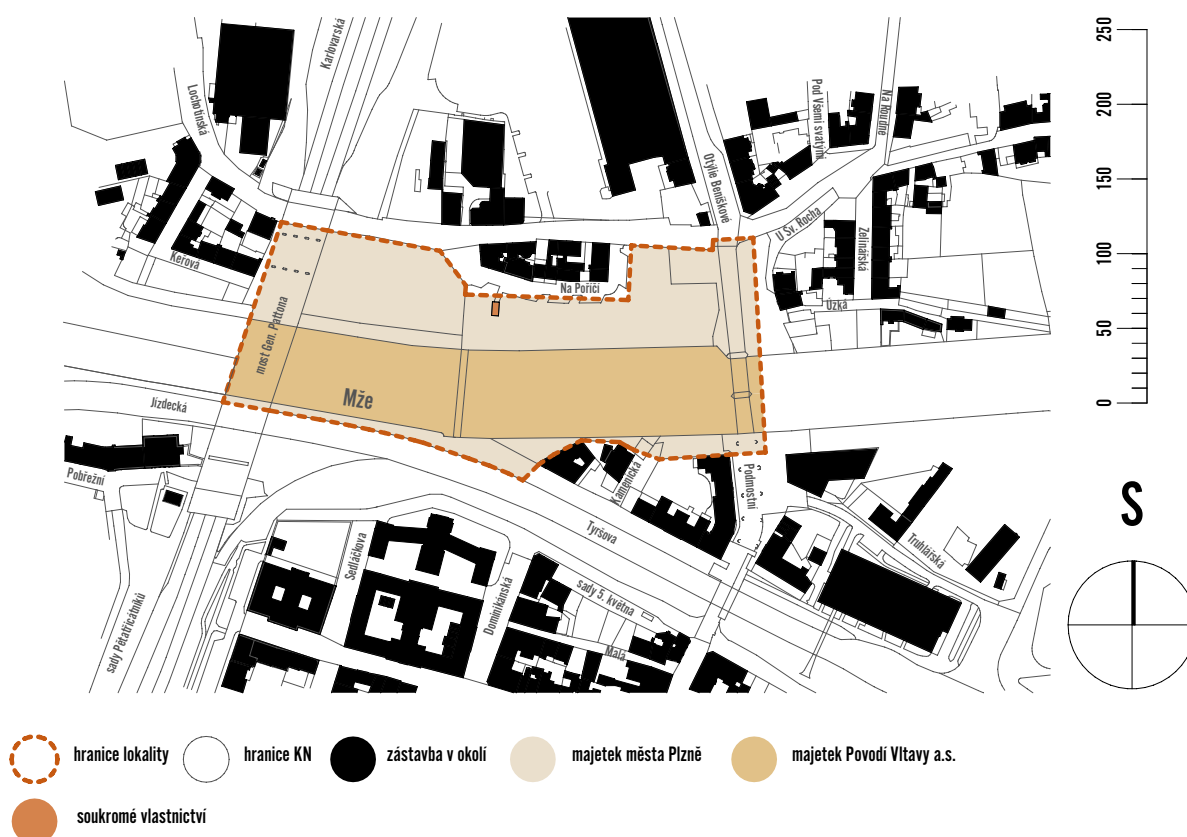 Karlovarská
Lochotínská
250
200
150
100
50
0
Pod Všemi svatými
Na Roudné
Otýlie Beníškové
U Sv. Rocha
Zelinářská
Keřová
Na Poříčí
Úzká
most Gen. Pattona
Mže
Jízdecká
Pobřežní
Kamenická
Podmostní
S
Tyršova
Truhlářská
Sedláčkova
Dominikánská
sady 5. května
sady Pětatřicátníků
Malá
hranice lokality
hranice KN
zástavba v okolí
majetek města Plzně
majetek Povodí Vltavy a.s.
soukromé vlastnictví